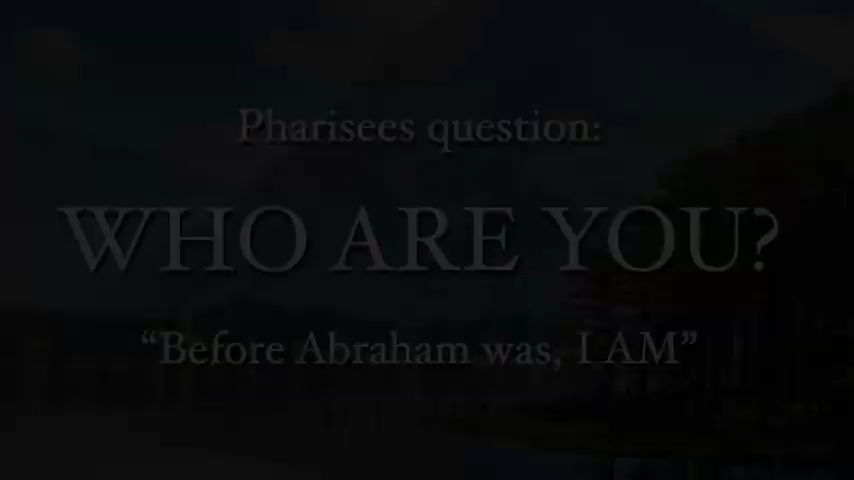 Pharisees question:
WHO ARE YOU?
“Before Abraham was, I AM”